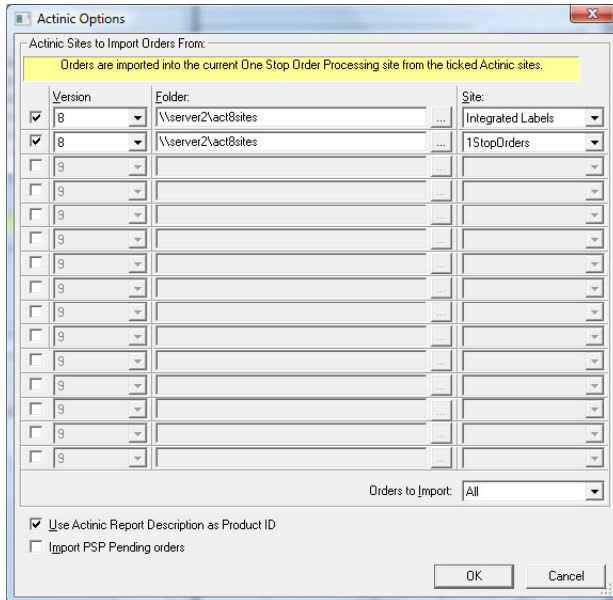 Actinic Options
Actinic Sites to Import Orders From:
Orders are imported into the current One Stop Order Processing site from the ticked Actinic sites.
Version Folder: Site:
8 \\server2\act8sites ... Integrated Labels
8 \\server2\act8sites ... 1StopOrders
9 ...
9 ...
9 ...
9 ...
9 ...
9 ...
9 ...
9 ...
9 ...
9 ...
9 ...
9 ...
9 ...
Orders to Import: All
Use Actinic Report Description as Product ID
Import PSP Pending orders
OK Cancel